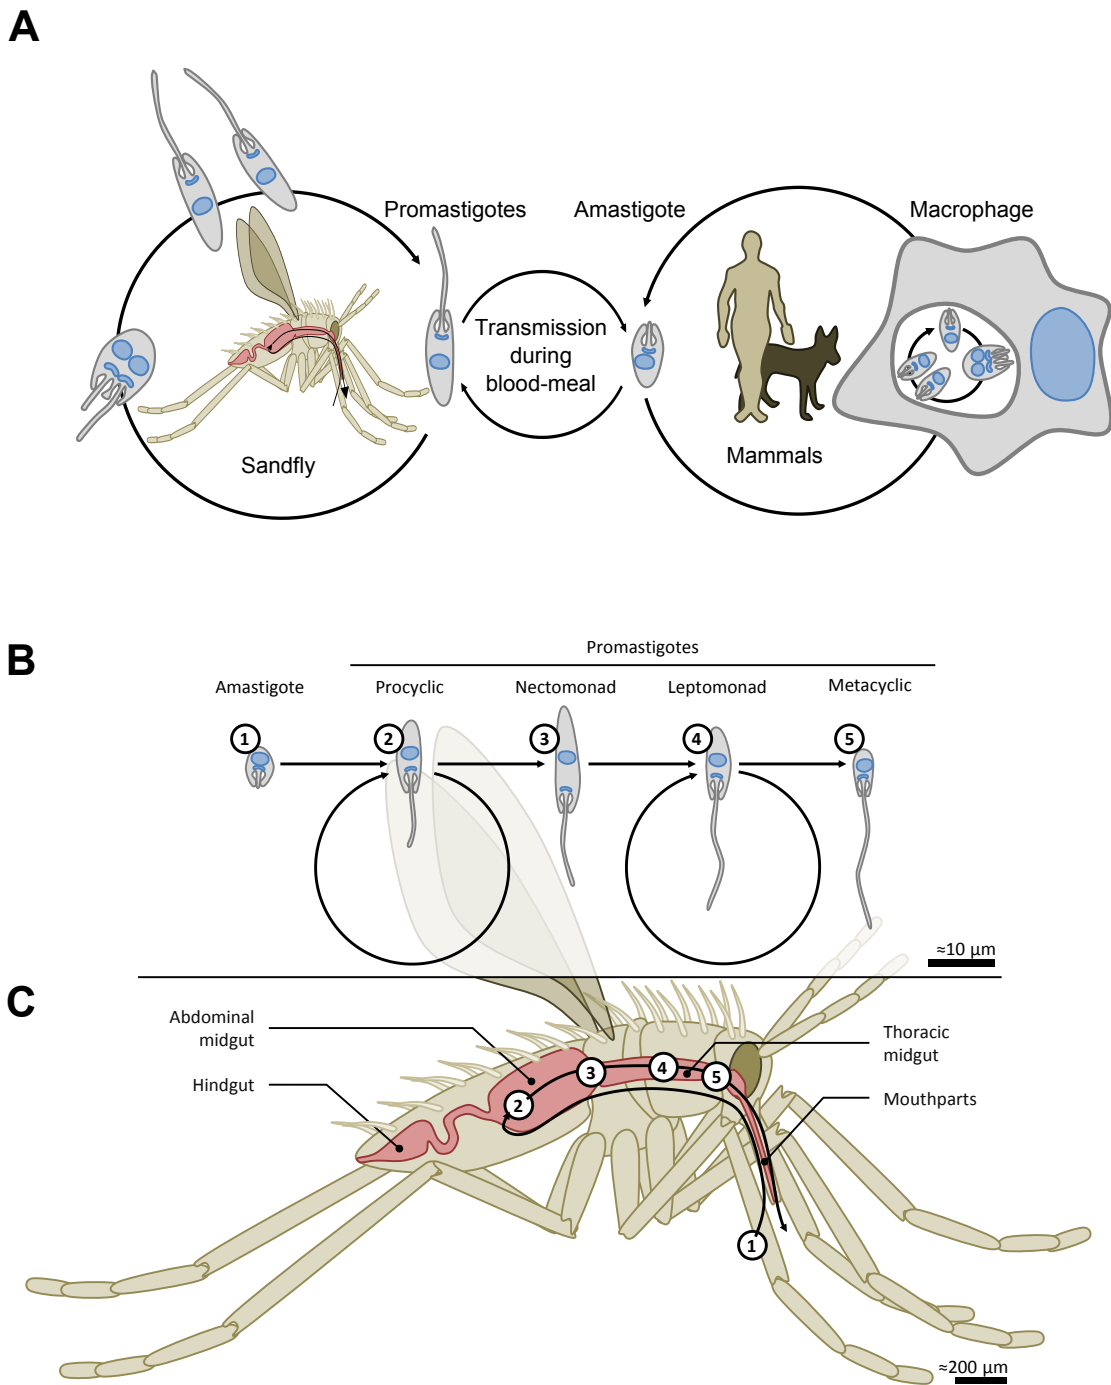 A
Promastigotes
Amastigote
Macrophage
Transmission
during
blood-meal
Sandfly
Mammals
B
Promastigotes
Amastigote
Procyclic
Nectomonad
Leptomonad
Metacyclic
1
2
3
4
5
≈10 µm
C
Abdominal
midgut
Hindgut
Thoracic
midgut
Mouthparts
2
3
4
5
1
≈200 µm